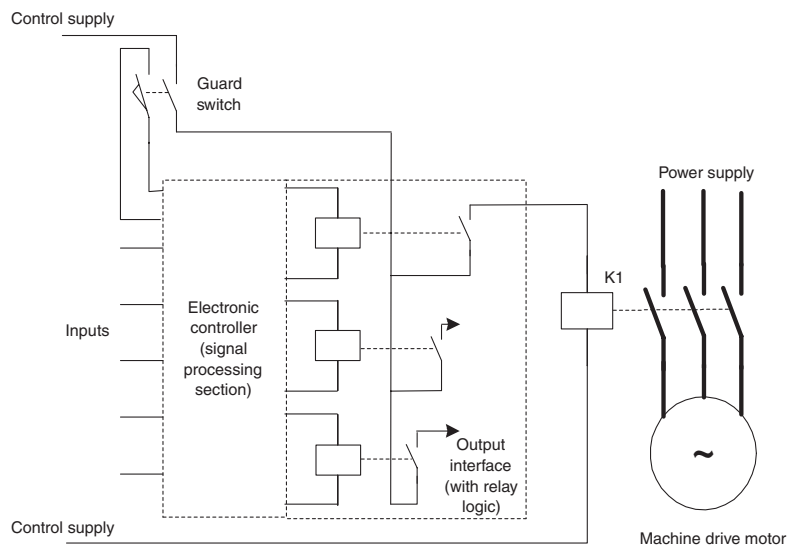 Control supply
Guard
switch
Power supply
K1
Inputs
Electronic
controller
(signal
processing
section)
Output
interface
(with relay
logic)
~
Control supply
Machine drive motor